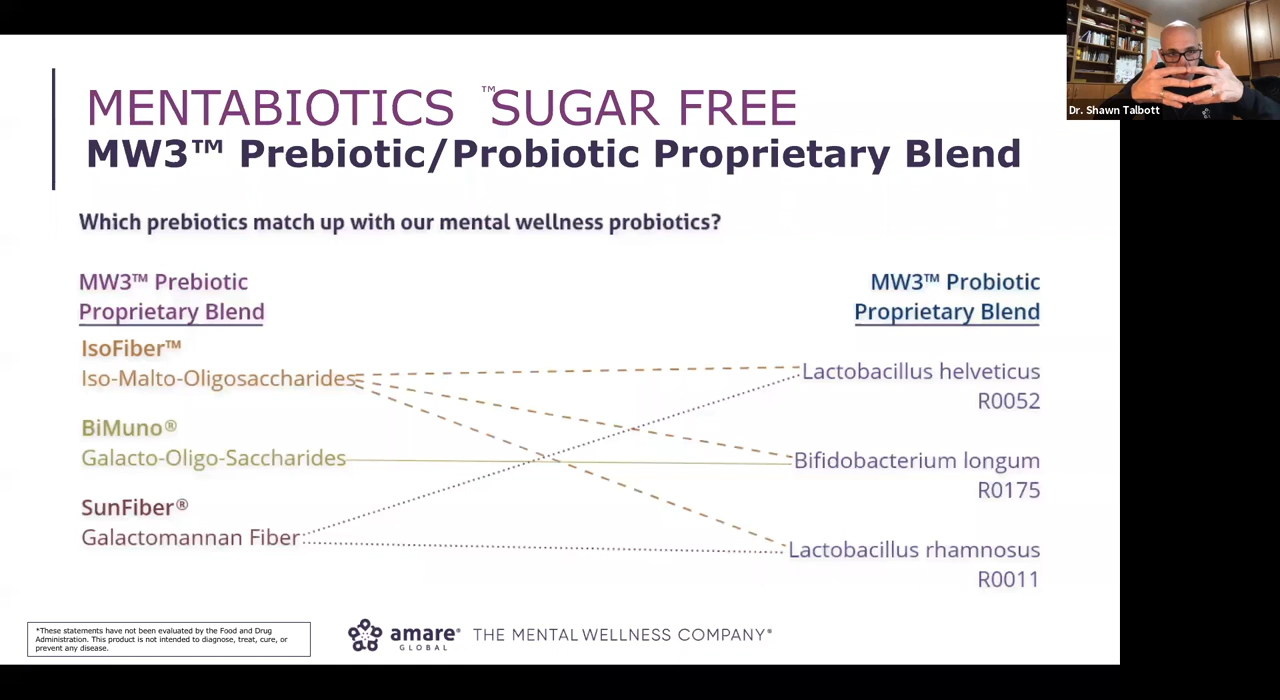 MENTABIOTICS ™SUGAR FREE
MW3™ Prebiotic/Probiotic Proprietary Blend
Dr. Shawn Talbott
Which prebiotics match up with our mental wellness probiotics?
MW3™ Prebiotic
Proprietary Blend
IsoFiber™
Iso-Malto-Oligosaccharides
BiMuno®
Galacto-Oligo-Saccharides
SunFiber®
Galactomannan Fiber
MW3™ Probiotic
Proprietary Blend
Lactobacillus helveticus
R0052
Bifidobacterium longum
R0175
Lactobacillus rhamnosus
R0011
*These statements have not been evaluated by the Food and Drug
Administration. This product is not intended to diagnose, treat, cure, or
prevent any disease.
amare®
GLOBAL
THE MENTAL WELLNESS COMPANY®